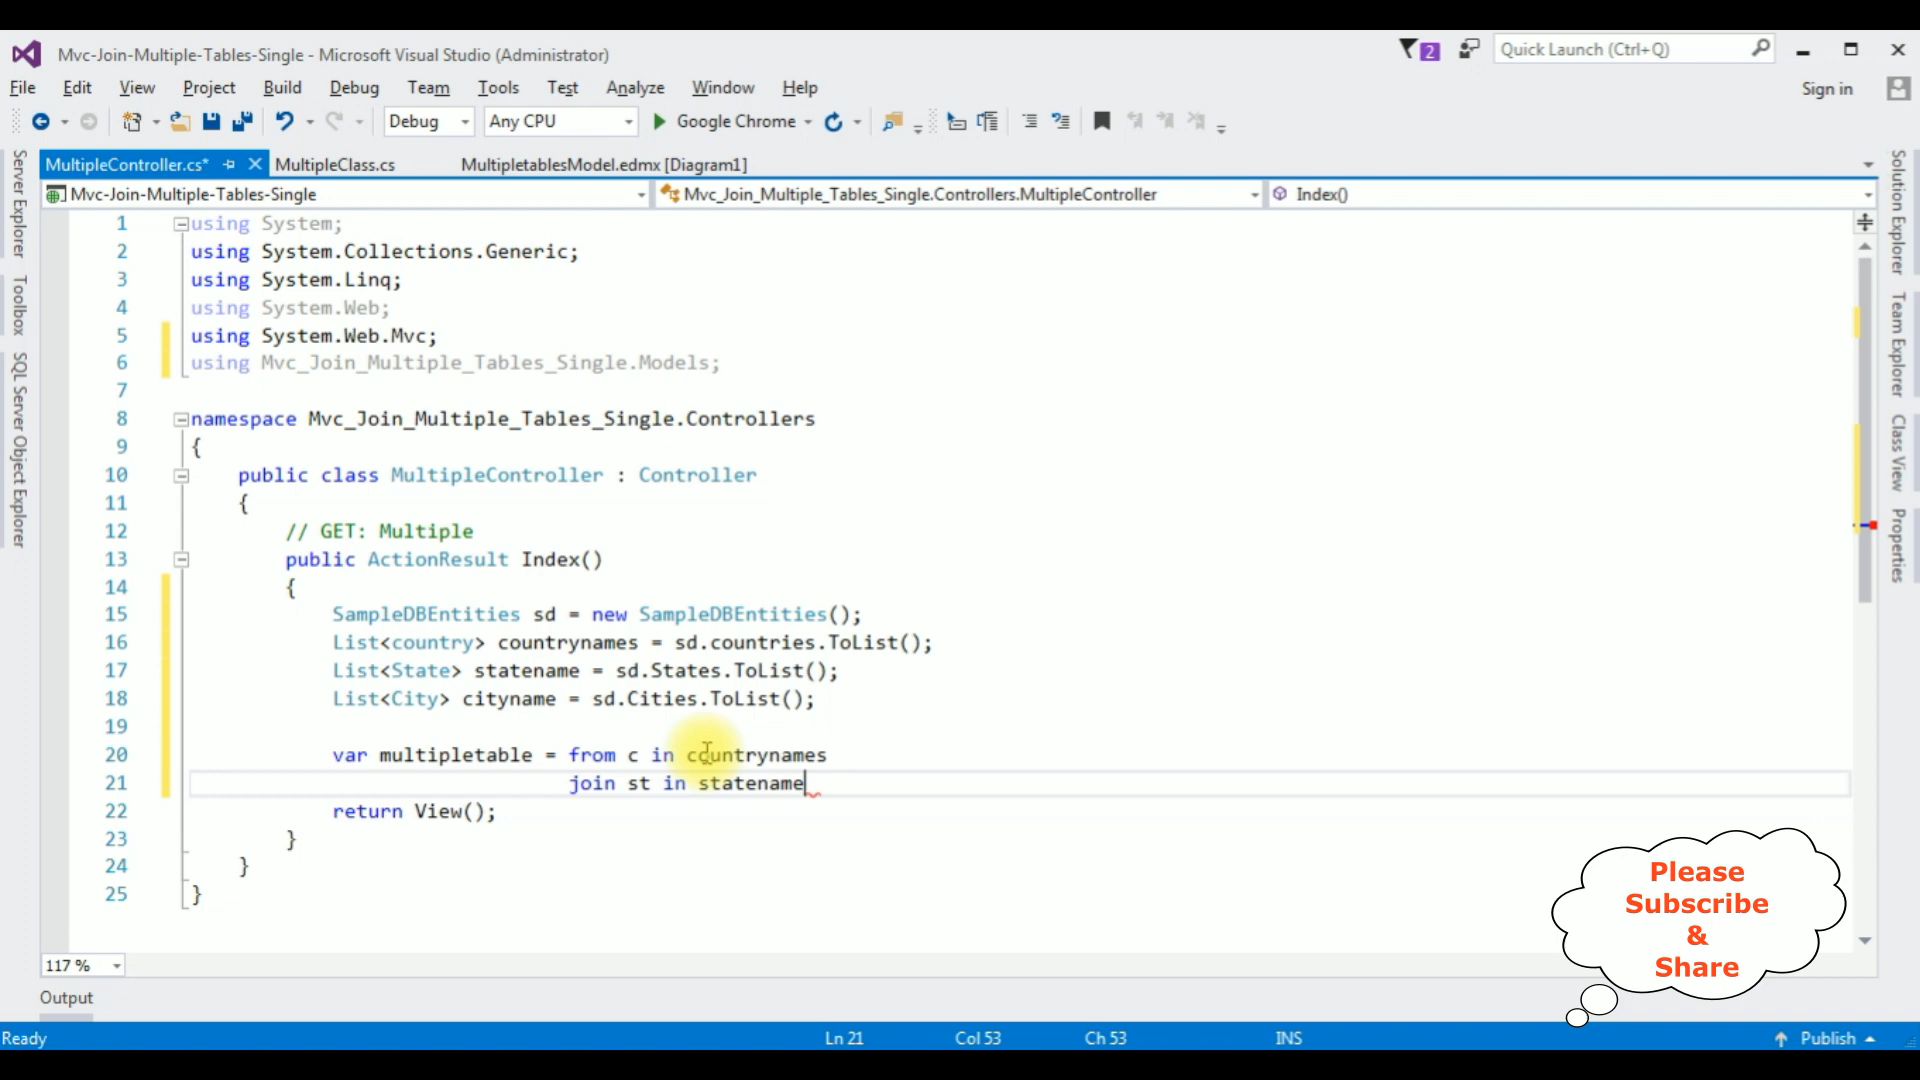 Mvc-Join-Multiple-Tables-Single - Microsoft Visual Studio (Administrator)
2
Quick Launch (Ctrl+Q)
File Edit View Project Build Debug Team Tools Test Analyze Window Help
Sign in
Debug Any CPU Google Chrome
MultipleController.cs* MultipleClass.cs MultipletablesModel.edmx [Diagram1]
Mvc-Join-Multiple-Tables-Single Mvc_Join_Multiple_Tables_Single.Controllers.MultipleController Index()
Server Explorer
Toolbox
SQL Server Object Explorer
1 using System;
2 using System.Collections.Generic;
3 using System.Linq;
4 using System.Web;
5 using System.Web.Mvc;
6 using Mvc_Join_Multiple_Tables_Single.Models;
7
8 namespace Mvc_Join_Multiple_Tables_Single.Controllers
9 {
10 public class MultipleController : Controller
11 {
12 // GET: Multiple
13 public ActionResult Index()
14 {
15 SampleDBEntities sd = new SampleDBEntities();
16 List<country> countrynames = sd.countries.ToList();
17 List<State> statename = sd.States.ToList();
18 List<City> cityname = sd.Cities.ToList();
19
20 var multipletable = from c in countrynames
21 join st in statename
22 return View();
23 }
24 }
25 }
Solution Explorer
Team Explorer
Class View
Properties
Please
Subscribe
&
Share
117 %
Output
Ready Ln 21 Col 53 Ch 53 INS Publish